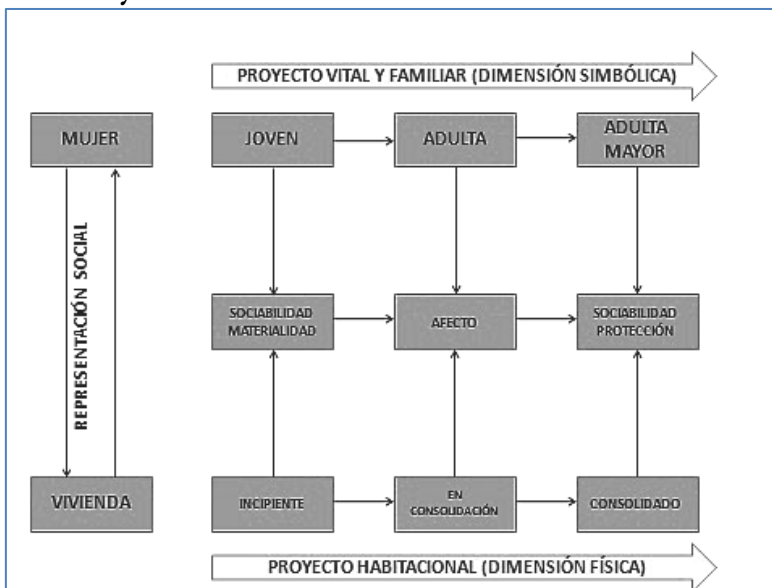 PROYECTO VITAL Y FAMILIAR (DIMENSIÓN SIMBÓLICA)
MUJER
JOVEN
ADULTA
ADULTA
MAYOR
REPRESENTACIÓN SOCIAL
SOCIABILIDAD
MATERIALIDAD
AFECTO
SOCIABILIDAD
PROTECCIÓN
VIVIENDA
INCIPIENTE
EN
CONSOLIDACIÓN
CONSOLIDADO
PROYECTO HABITACIONAL (DIMENSIÓN FÍSICA)